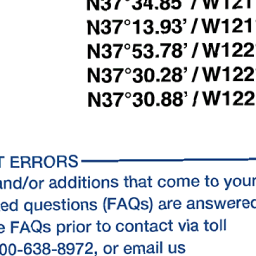 N37°34.85' / W121
N37°13.93' / W121
N37°53.78' / W122
N37°30.28' / W122
N37°30.88' / W122
T ERRORS
and/or additions that come to your
ed questions (FAQs) are answered
e FAQs prior to contact via toll
00-638-8972, or email us